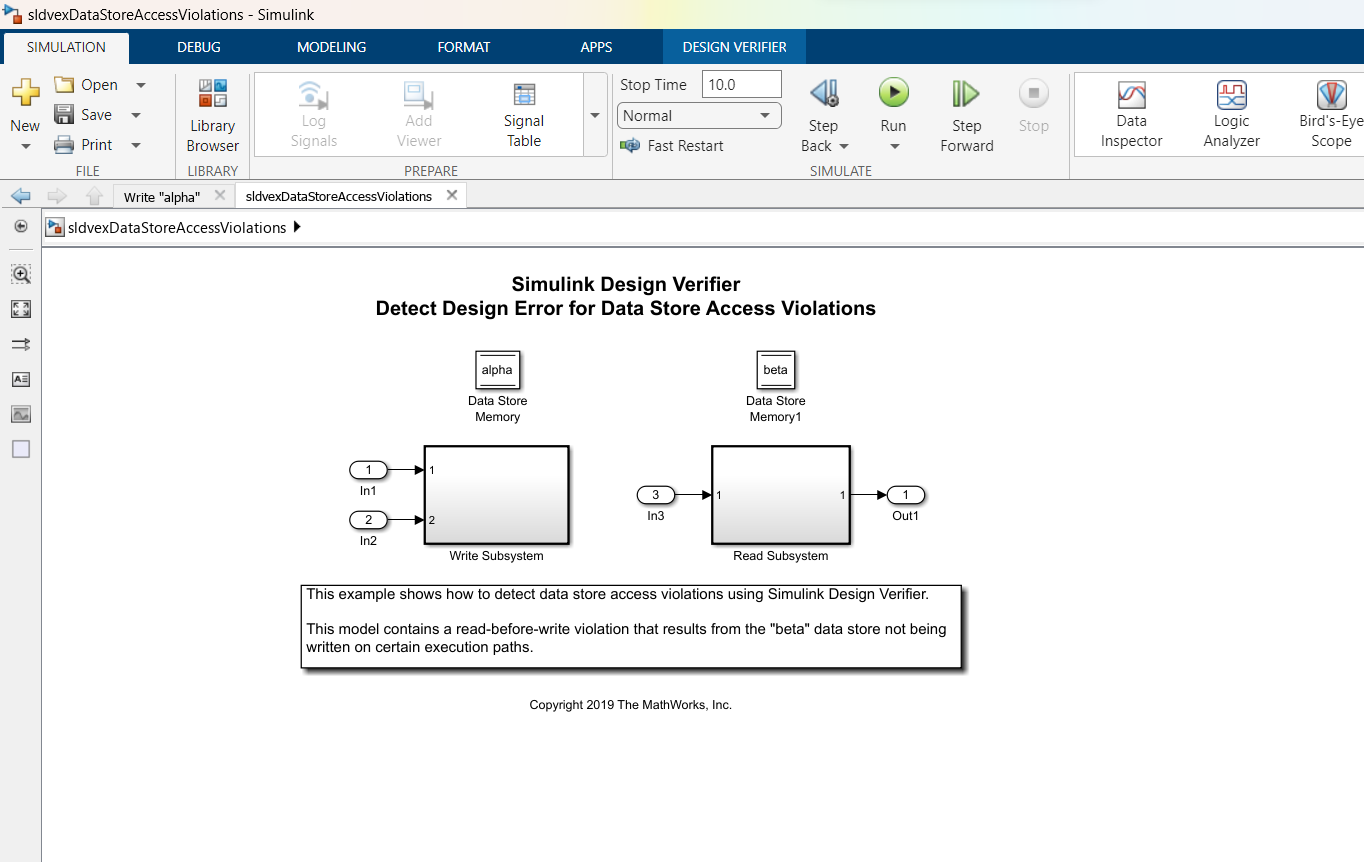 sldvexDataStoreAccessViolations - Simulink
SIMULATION DEBUG MODELING FORMAT APPS DESIGN VERIFIER
New
Open
Save
Print
FILE
Library
Browser
LIBRARY
Log
Signals
Add
Viewer
Signal
Table
PREPARE
Stop Time 10.0
Normal
Fast Restart
Step
Back
Run
Step
Forward
Stop
SIMULATE
Data
Inspector
Logic
Analyzer
Bird's-Eye
Scope
Write "alpha" sldvexDataStoreAccessViolations
sldvexDataStoreAccessViolations
Simulink Design Verifier
Detect Design Error for Data Store Access Violations
alpha
Data Store
Memory
beta
Data Store
Memory1
1
In1
2
In2
1
2
Write Subsystem
3
In3
1
1
Read Subsystem
1
Out1
This example shows how to detect data store access violations using Simulink Design Verifier.
This model contains a read-before-write violation that results from the "beta" data store not being
written on certain execution paths.
Copyright 2019 The MathWorks, Inc.